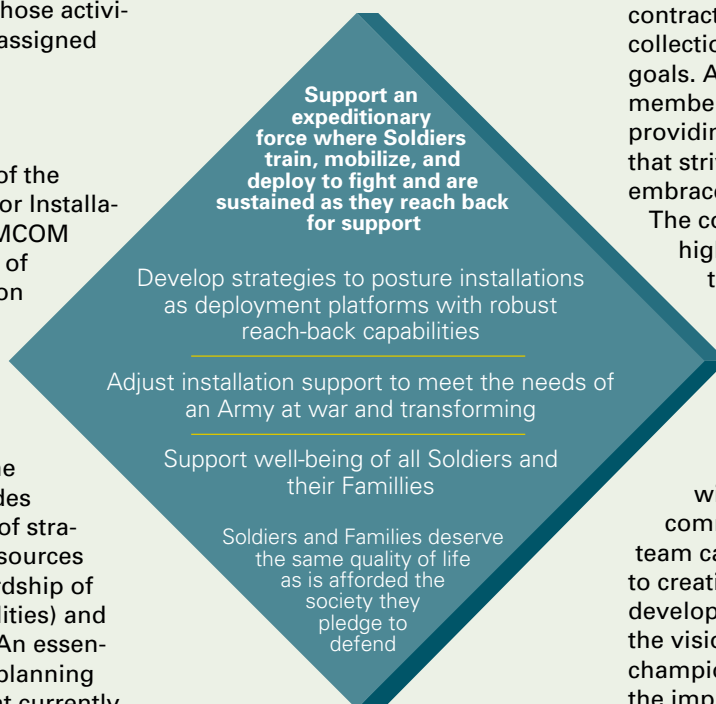 hose activi-
assigned
of the
or Installa-
MCOM
of
on
des
of stra-
sources
rdship of
lities) and
An essen-
planning
t currently
Support an
expeditionary
force where Soldiers
train, mobilize, and
deploy to fight and are
sustained as they reach back
for support
Develop strategies to posture installations
as deployment platforms with robust
reach-back capabilities
Adjust installation support to meet the needs of
an Army at war and transforming
Support well-being of all Soldiers and
their Famillies
Soldiers and Families deserve
the same quality of life
as is afforded the
society they
pledge to
defend
contract
collectio
goals. A
membe
providin
that striv
embrace
The co
high
t
wi
comm
team ca
to creati
develop
the visio
champio
the imp